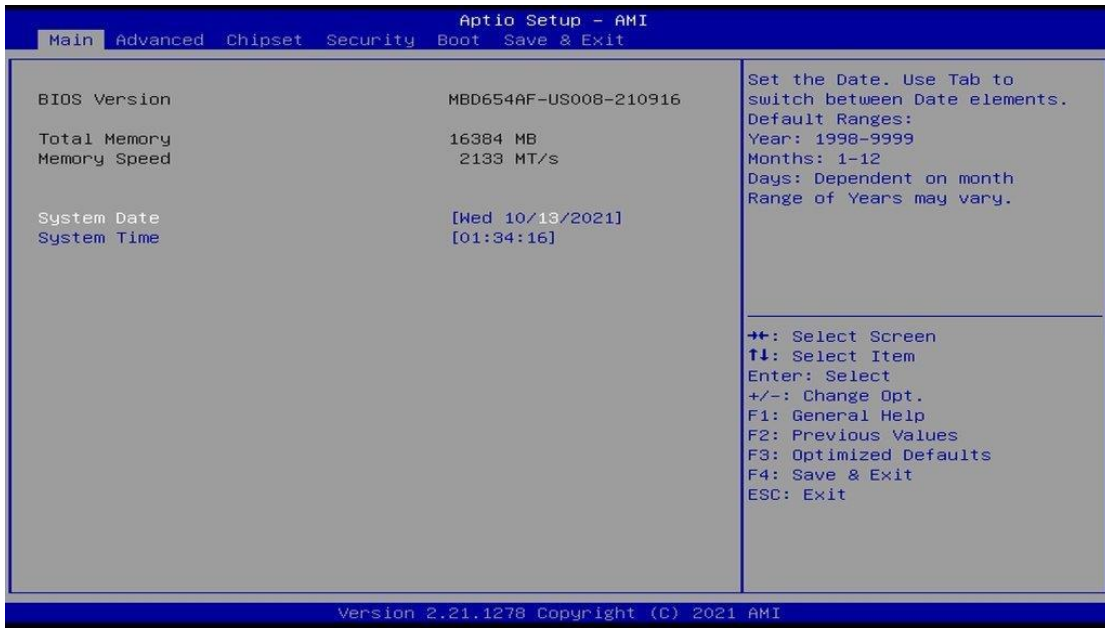 Aptio Setup – AMI
Main Advanced Chipset Security Boot Save & Exit
BIOS Version MBD654AF-US008-210916
Total Memory 16384 MB
Memory Speed 2133 MT/s
System Date [Wed 10/13/2021]
System Time [01:34:16]
Set the Date. Use Tab to
switch between Date elements.
Default Ranges:
Year: 1998-9999
Months: 1-12
Days: Dependent on month
Range of Years may vary.
→←: Select Screen
↑↓: Select Item
Enter: Select
+/-: Change Opt.
F1: General Help
F2: Previous Values
F3: Optimized Defaults
F4: Save & Exit
ESC: Exit
Version 2.21.1278 Copyright (C) 2021 AMI